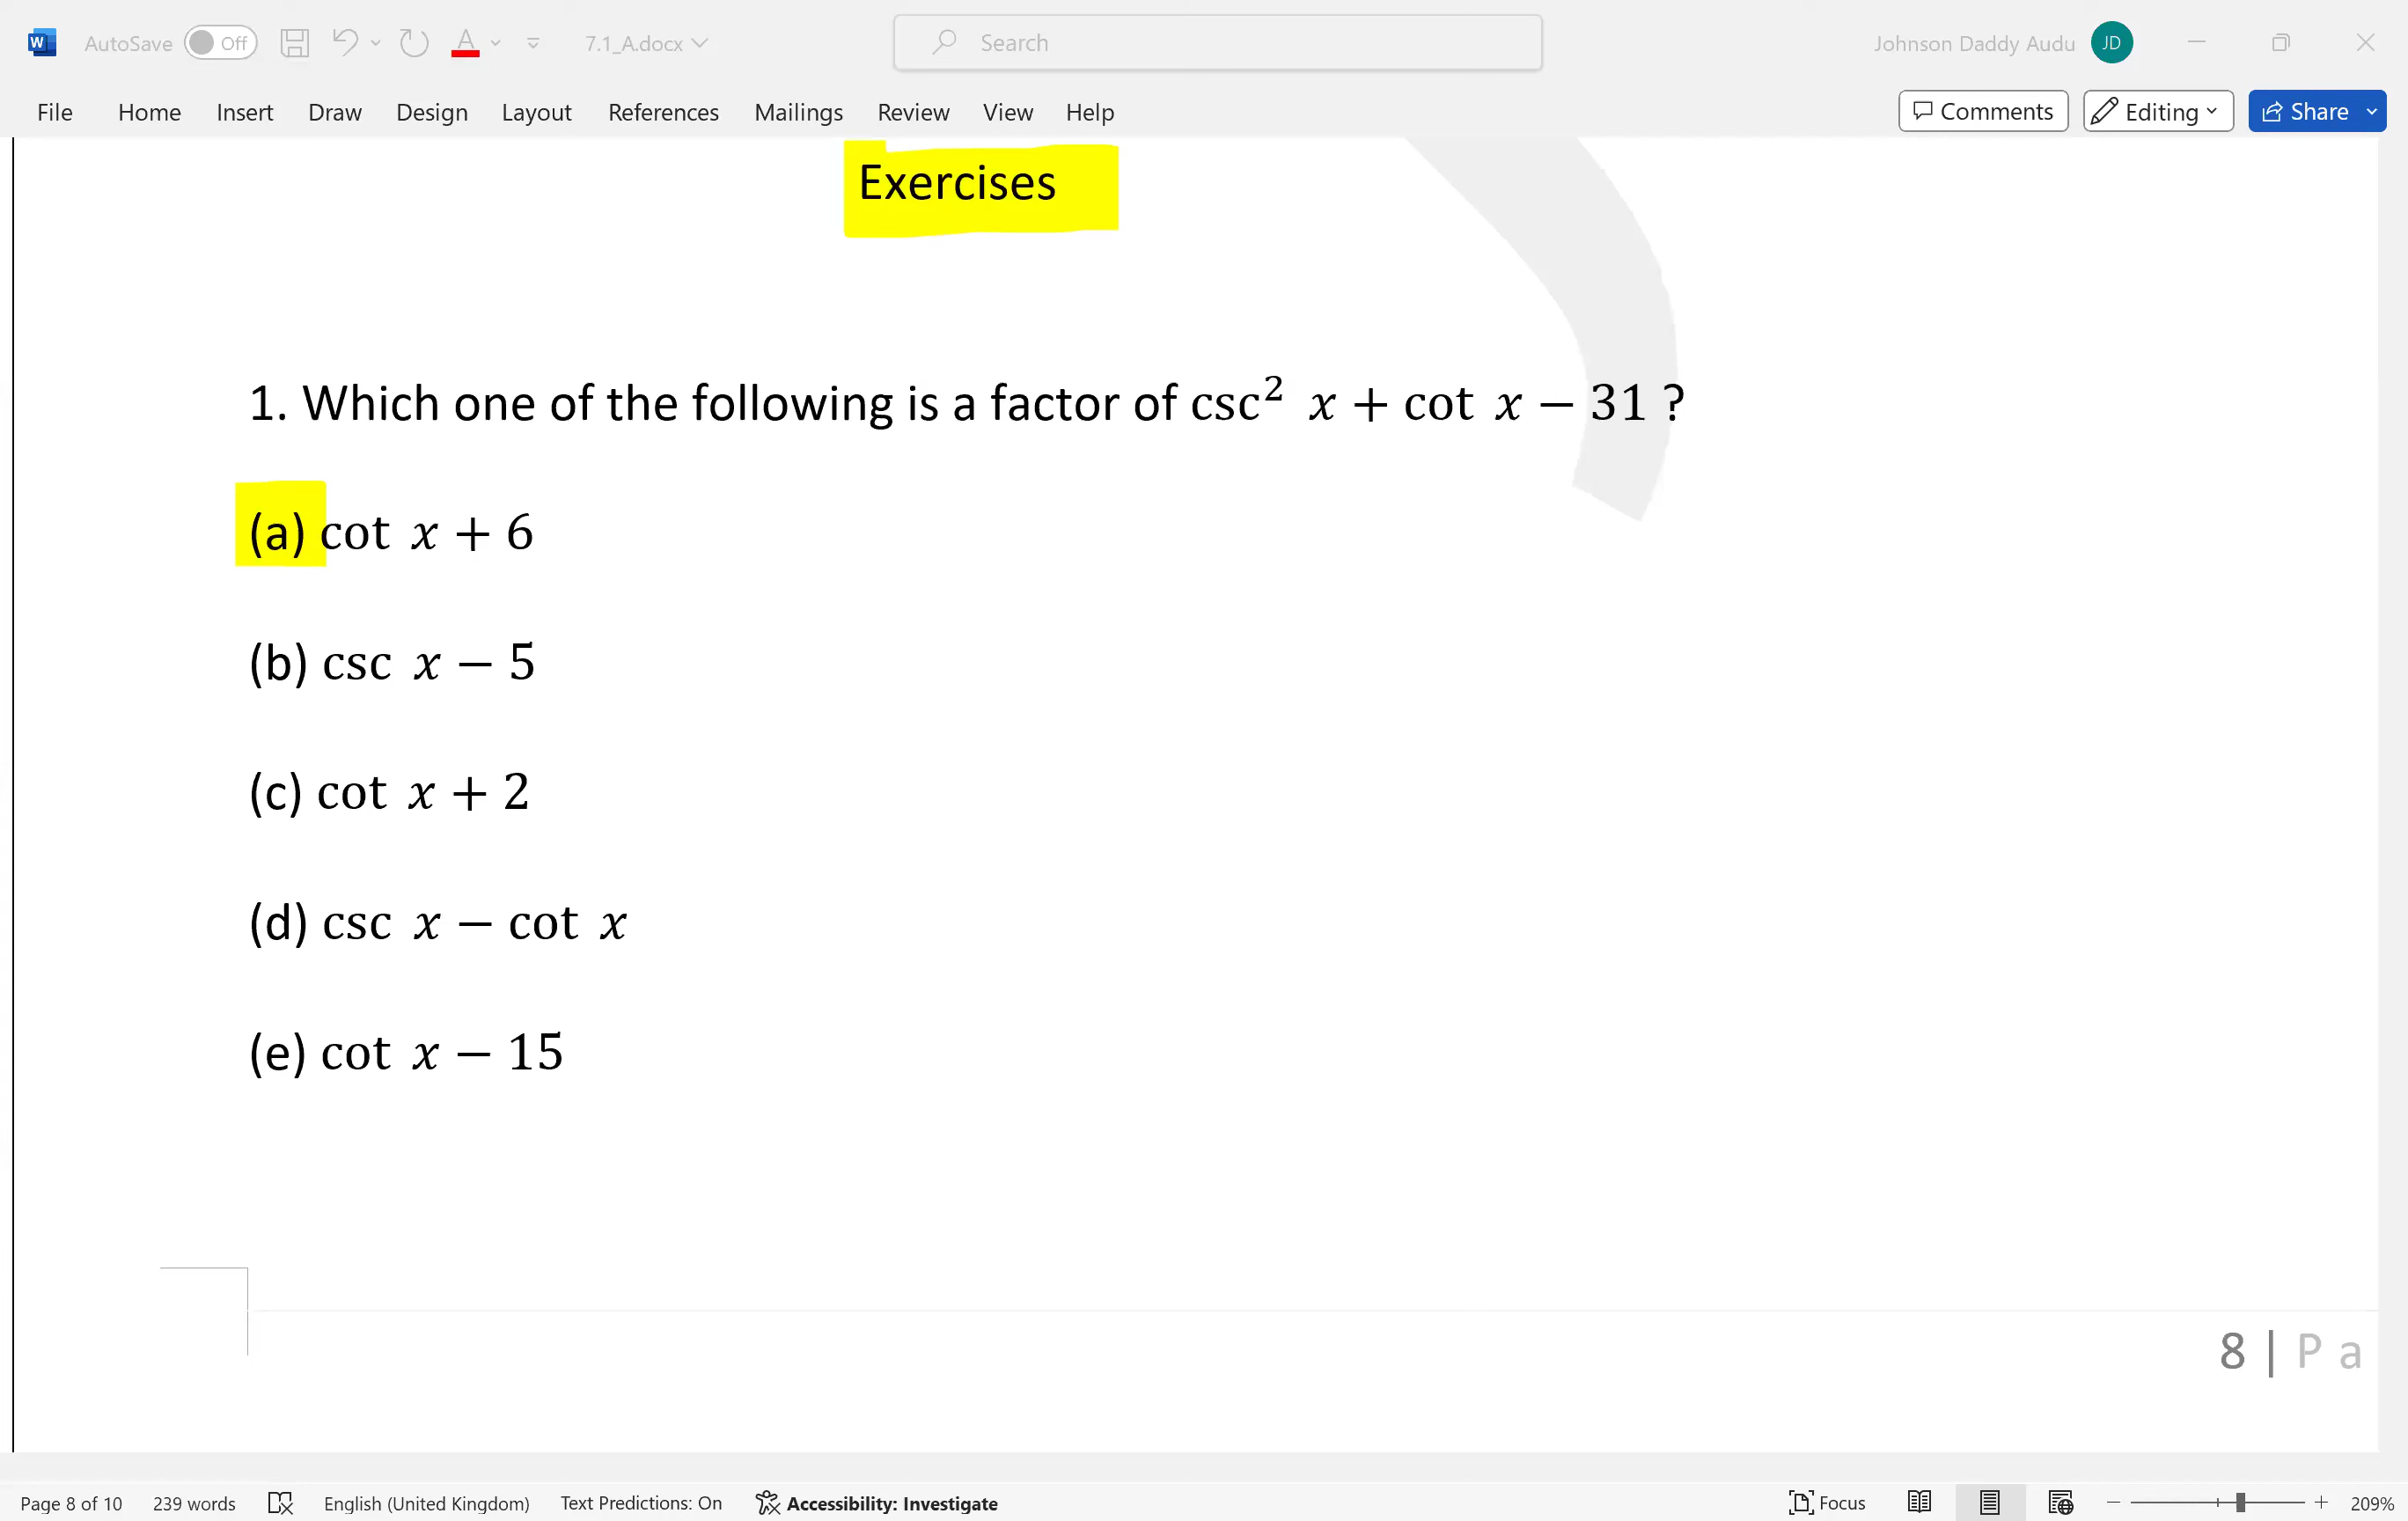 W AutoSave Off A 7.1_A.docx Search Johnson Daddy Audu JD
File Home Insert Draw Design Layout References Mailings Review View Help Comments Editing Share
Exercises
1. Which one of the following is a factor of csc² x + cot x − 31 ?
(a) cot x + 6
(b) csc x − 5
(c) cot x + 2
(d) csc x − cot x
(e) cot x − 15
8 | P a
Page 8 of 10 239 words English (United Kingdom) Text Predictions: On Accessibility: Investigate Focus 209%